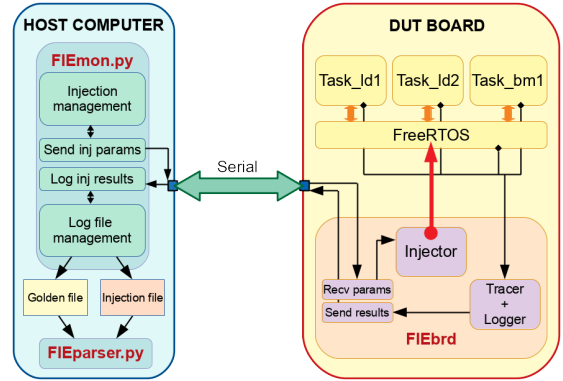 HOST COMPUTER
FIEmon.py
Injection
management
Send inj params
Log inj results
Log file
management
Golden file
Injection file
FIEparser.py
Serial
DUT BOARD
Task_ld1
Task_ld2
Task_bm1
FreeRTOS
Injector
Recv params
Send results
Tracer
+
Logger
FIEbrd